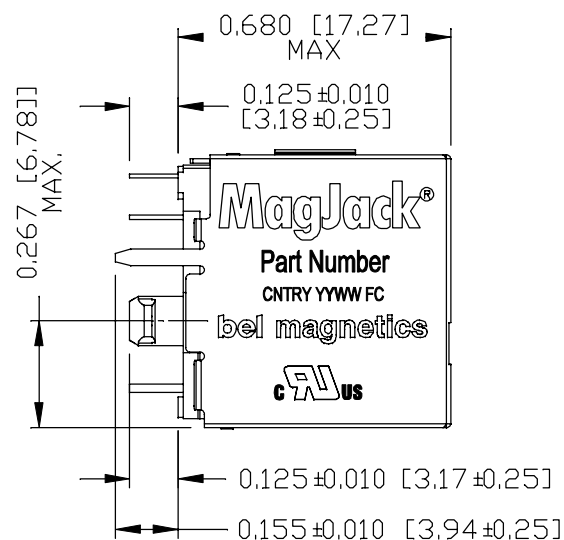 0.680 [17.27]
MAX
0.125±0.010
[3.18±0.25]
0.267 [6.78]]
MAX.
MagJack®
Part Number
CNTRY YYWW FC
bel magnetics
c RU us
0.125±0.010 [3.17±0.25]
0.155±0.010 [3.94±0.25]